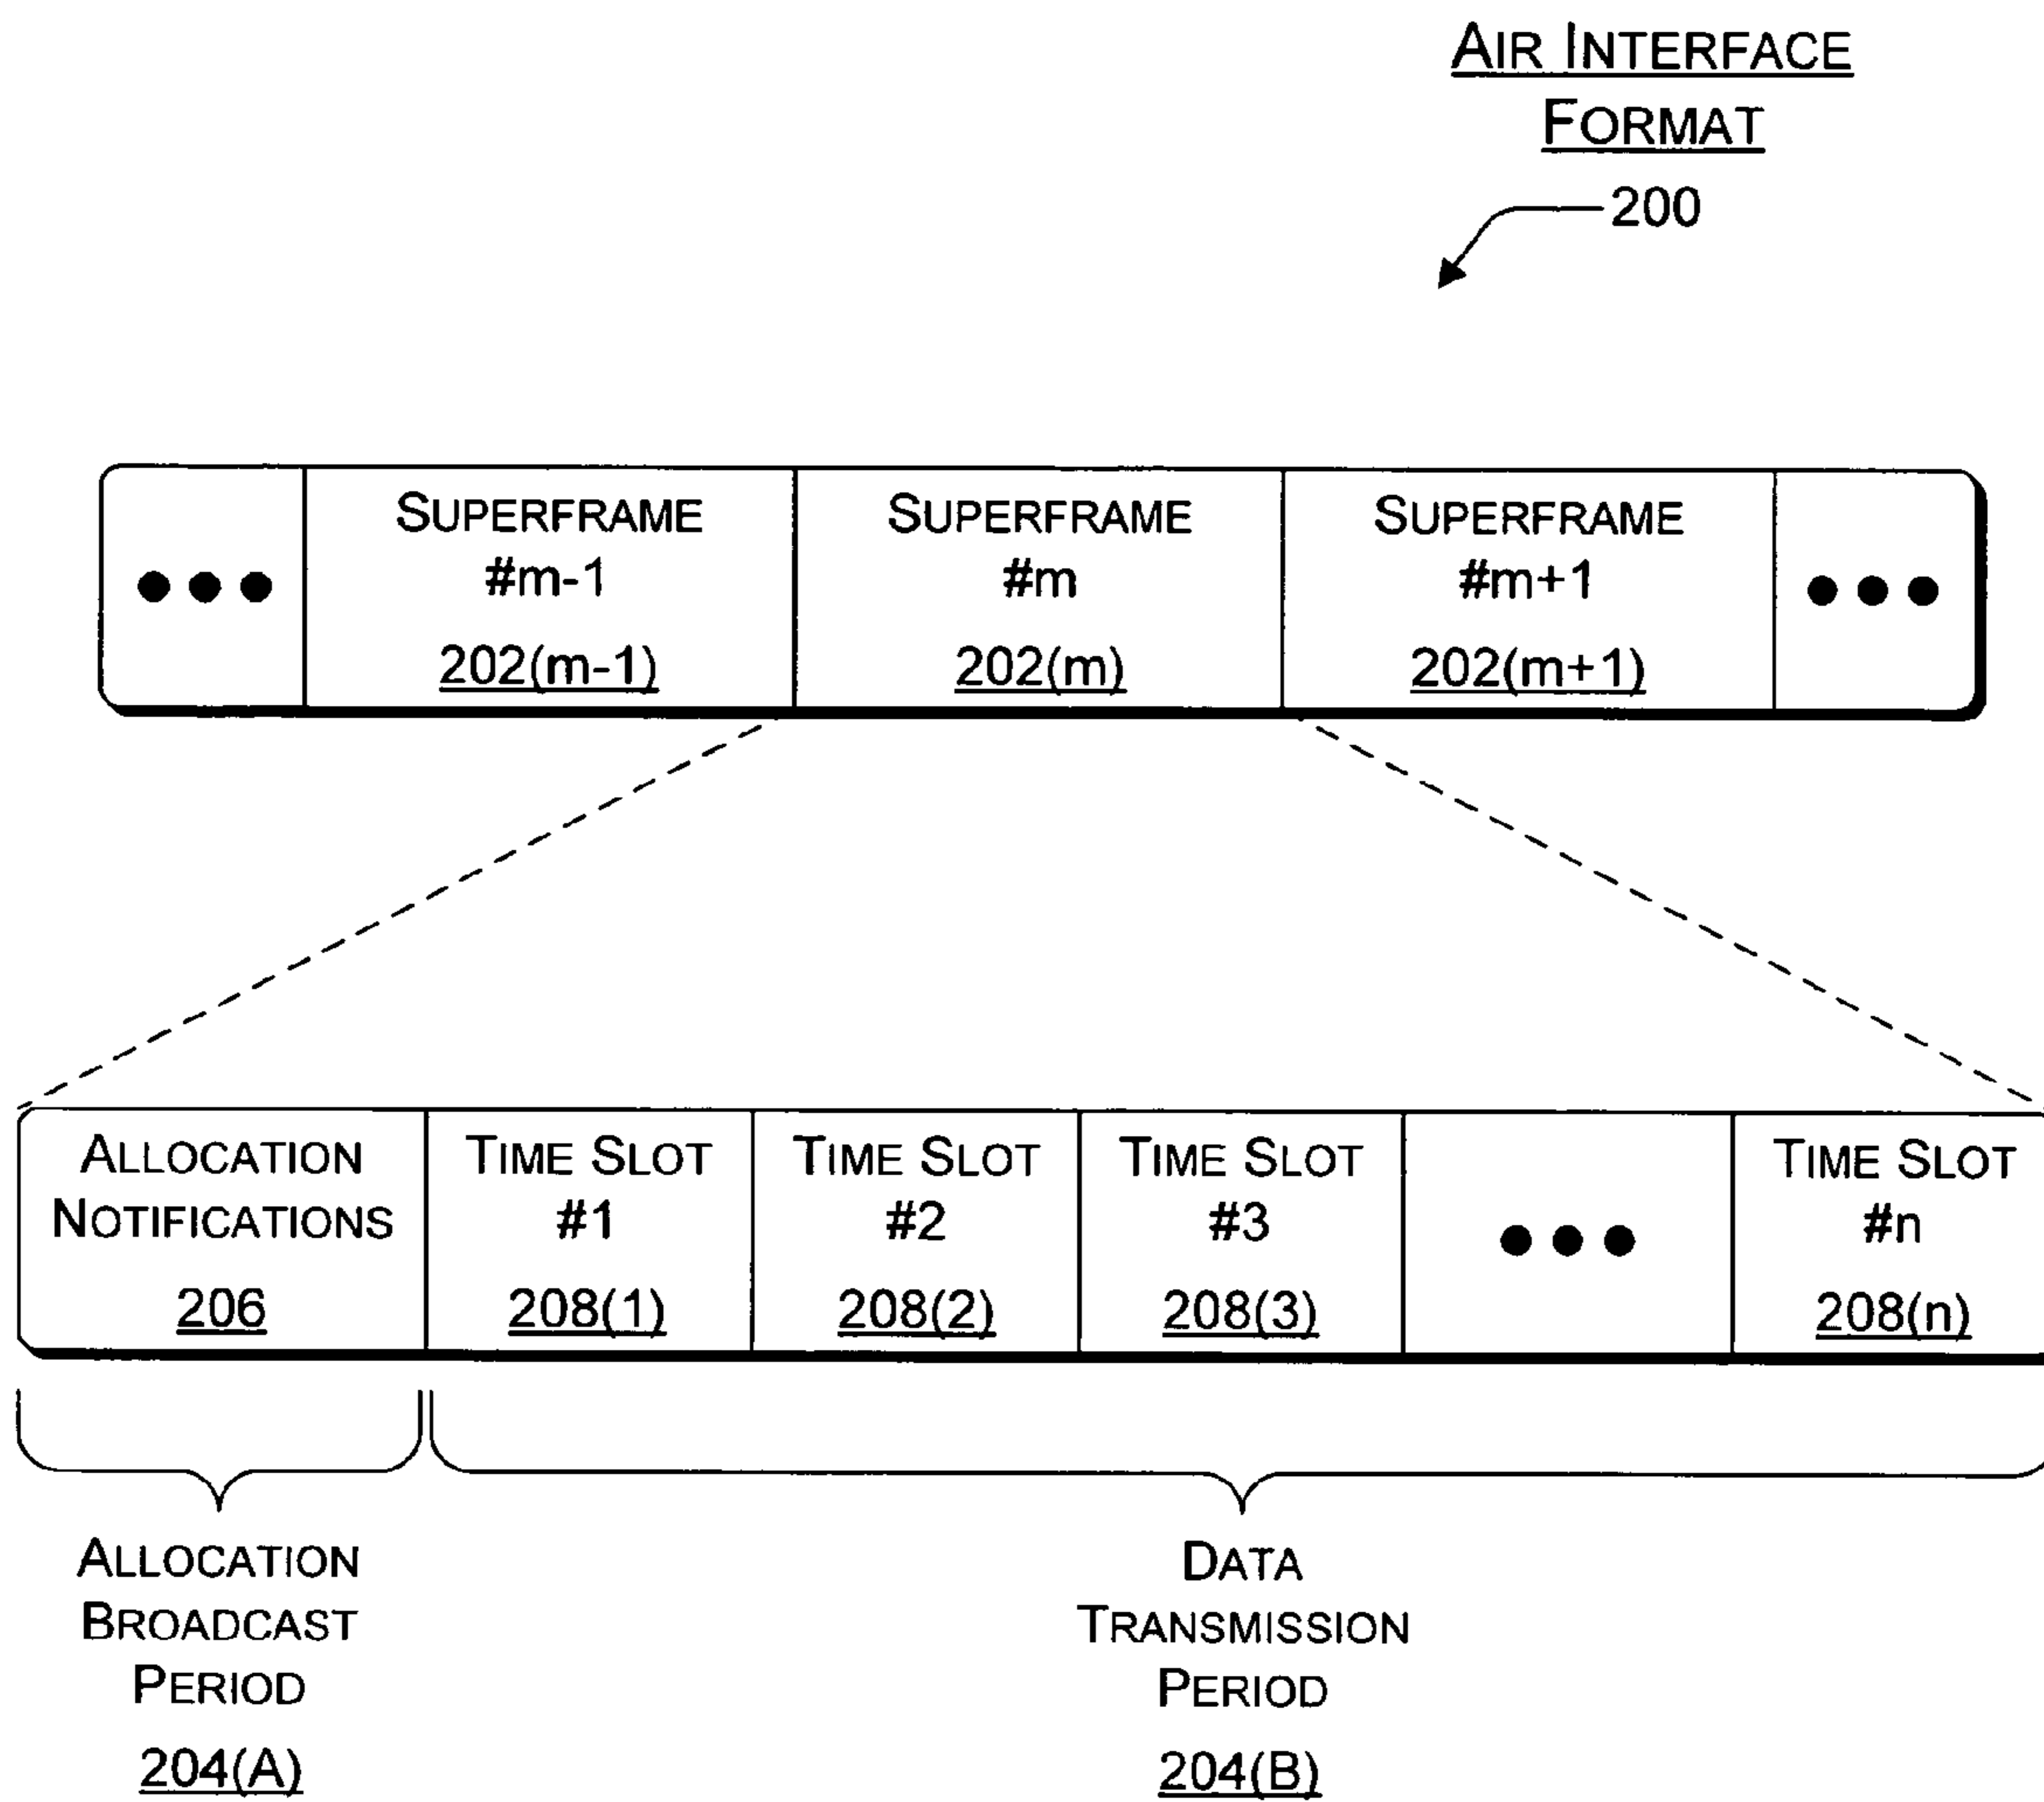 AIR INTERFACE
FORMAT
200
SUPERFRAME
#m-1
202(m-1)
SUPERFRAME
#m
202(m)
SUPERFRAME
#m+1
202(m+1)
ALLOCATION
NOTIFICATIONS
206
TIME SLOT
#1
208(1)
TIME SLOT
#2
208(2)
TIME SLOT
#3
208(3)
TIME SLOT
#n
208(n)
ALLOCATION
BROADCAST
PERIOD
204(A)
DATA
TRANSMISSION
PERIOD
204(B)